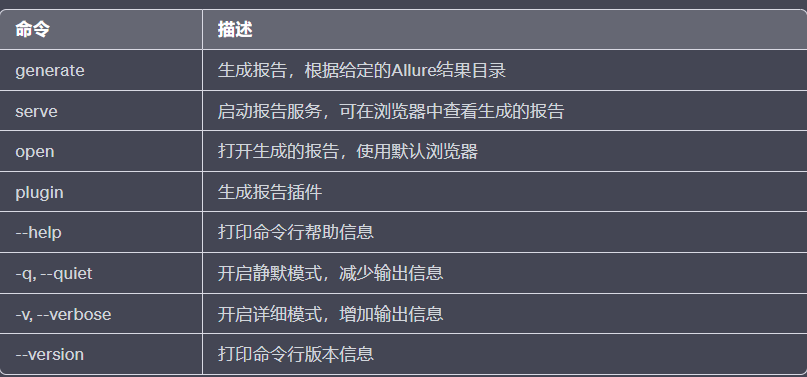 命令 描述
generate 生成报告，根据给定的Allure结果目录
serve 启动报告服务，可在浏览器中查看生成的报告
open 打开生成的报告，使用默认浏览器
plugin 生成报告插件
--help 打印命令行帮助信息
-q, --quiet 开启静默模式，减少输出信息
-v, --verbose 开启详细模式，增加输出信息
--version 打印命令行版本信息